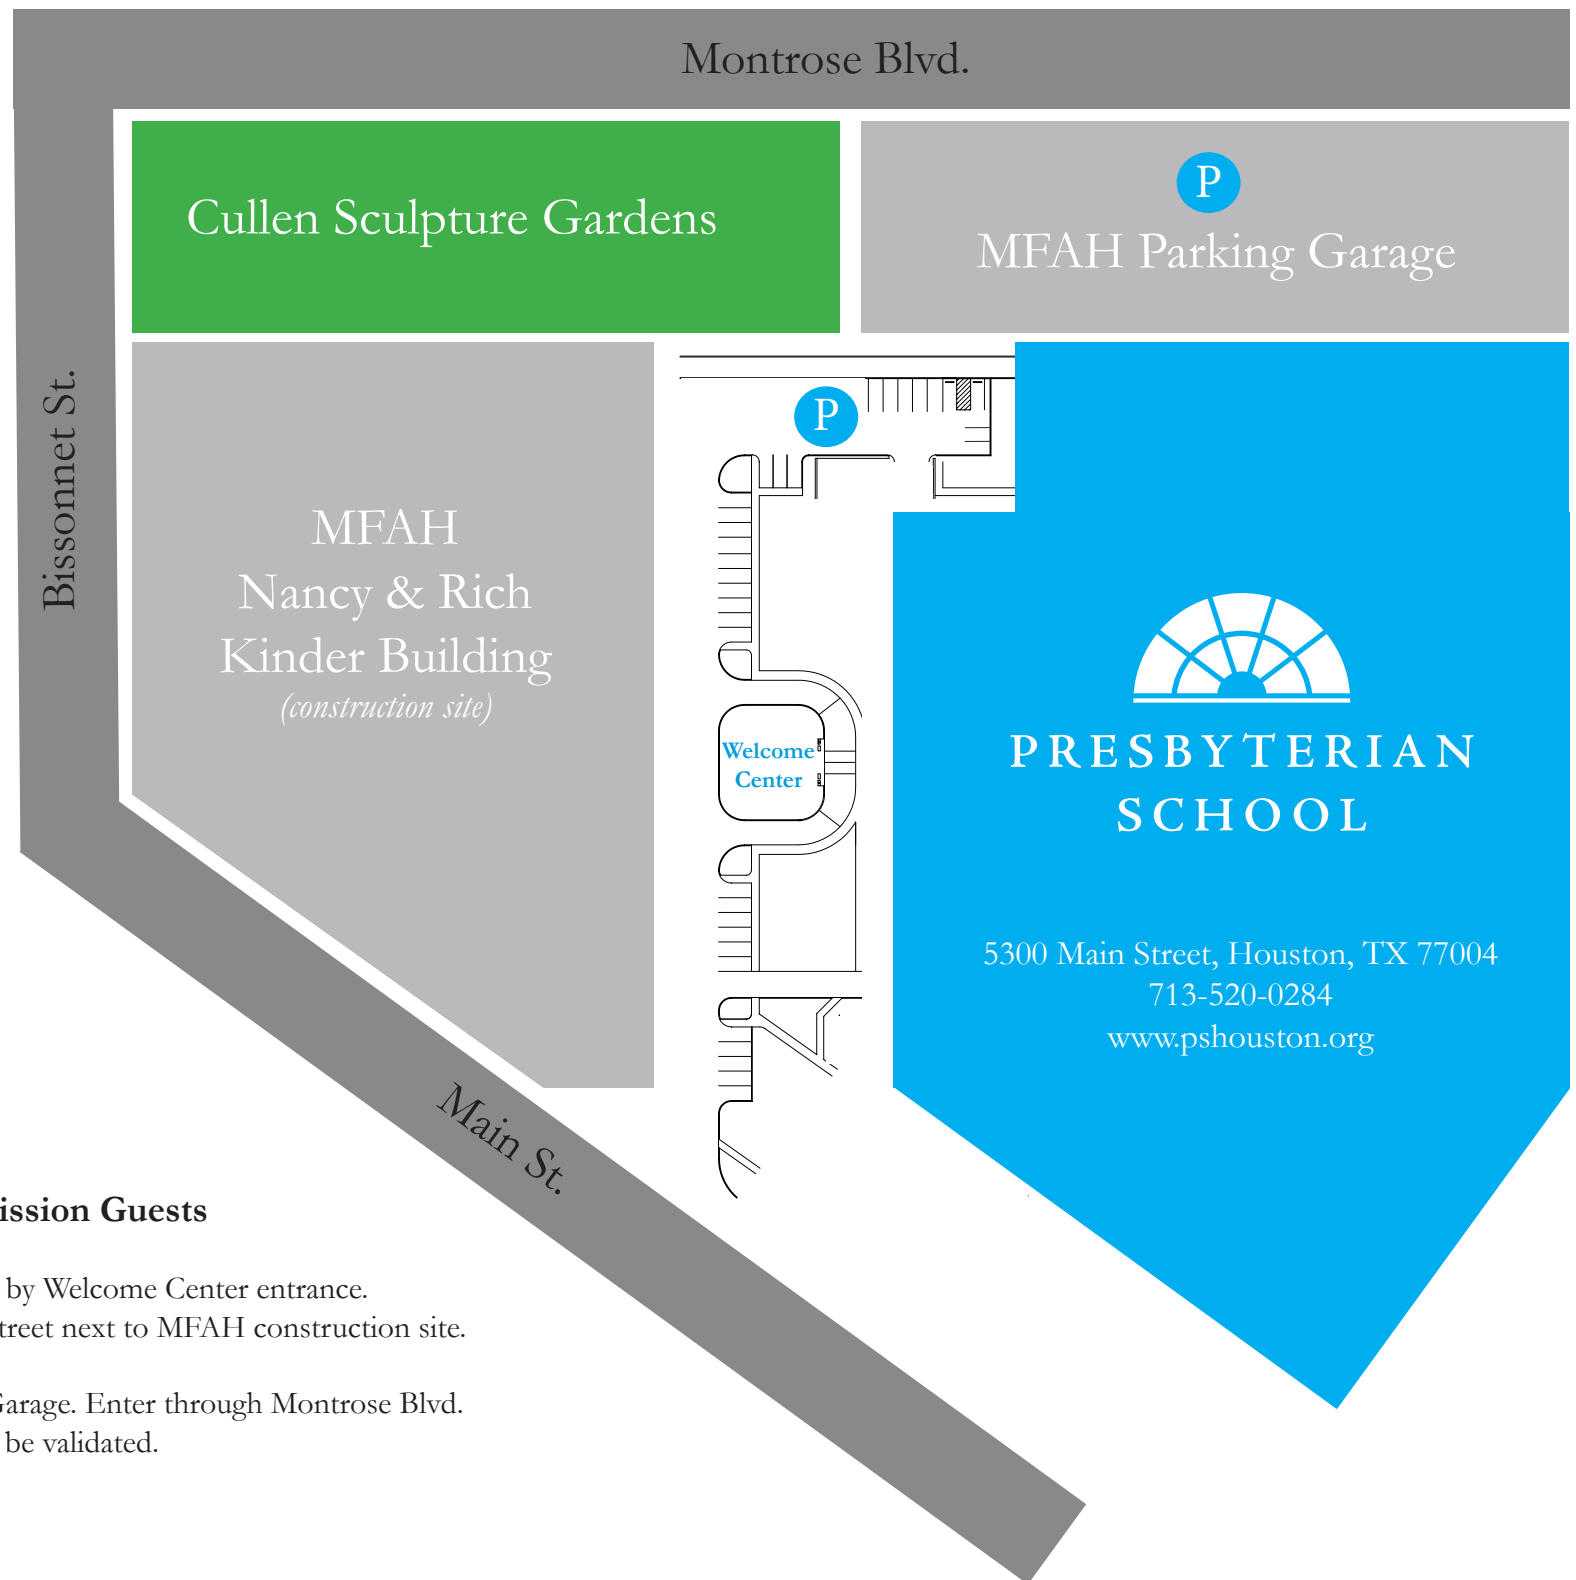 Montrose Blvd.
Cullen Sculpture Gardens
P
MFAH Parking Garage
Bissonnet St.
P
MFAH
Nancy & Rich
Kinder Building
(construction site)
Welcome
Center
PRESBYTERIAN
SCHOOL
5300 Main Street, Houston, TX 77004
713-520-0284
www.pshouston.org
Main St.
ission Guests
by Welcome Center entrance.
treet next to MFAH construction site.
Garage. Enter through Montrose Blvd.
be validated.